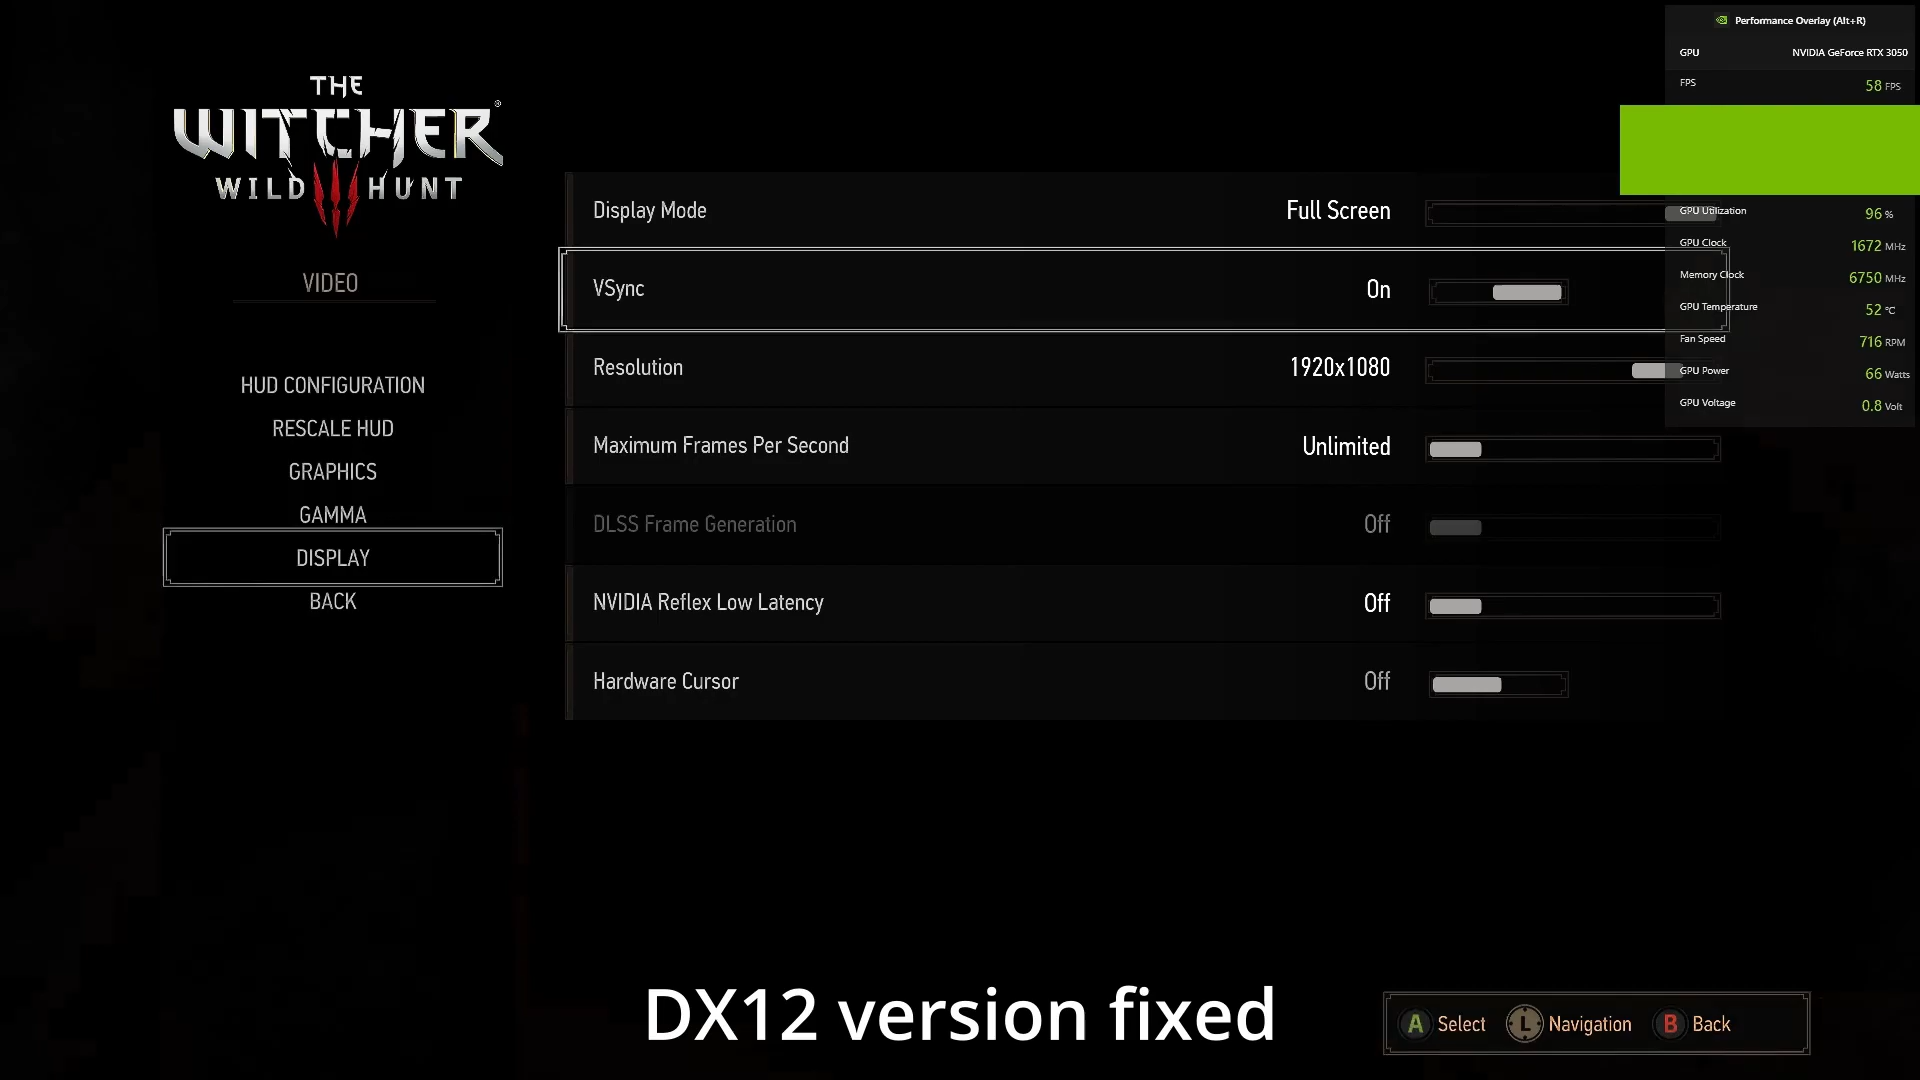 THE
WITCHER®
WILD HUNT
VIDEO
HUD CONFIGURATION
RESCALE HUD
GRAPHICS
GAMMA
DISPLAY
BACK
Display Mode Full Screen
VSync On
Resolution 1920x1080
Maximum Frames Per Second Unlimited
DLSS Frame Generation Off
NVIDIA Reflex Low Latency Off
Hardware Cursor Off
Performance Overlay (Alt+R)
GPU NVIDIA GeForce RTX 3050
FPS 58 FPS
GPU Utilization 96 %
GPU Clock 1672 MHz
Memory Clock 6750 MHz
GPU Temperature 52 °C
Fan Speed 716 RPM
GPU Power 66 Watts
GPU Voltage 0.8 Volt
DX12 version fixed
A Select L Navigation B Back